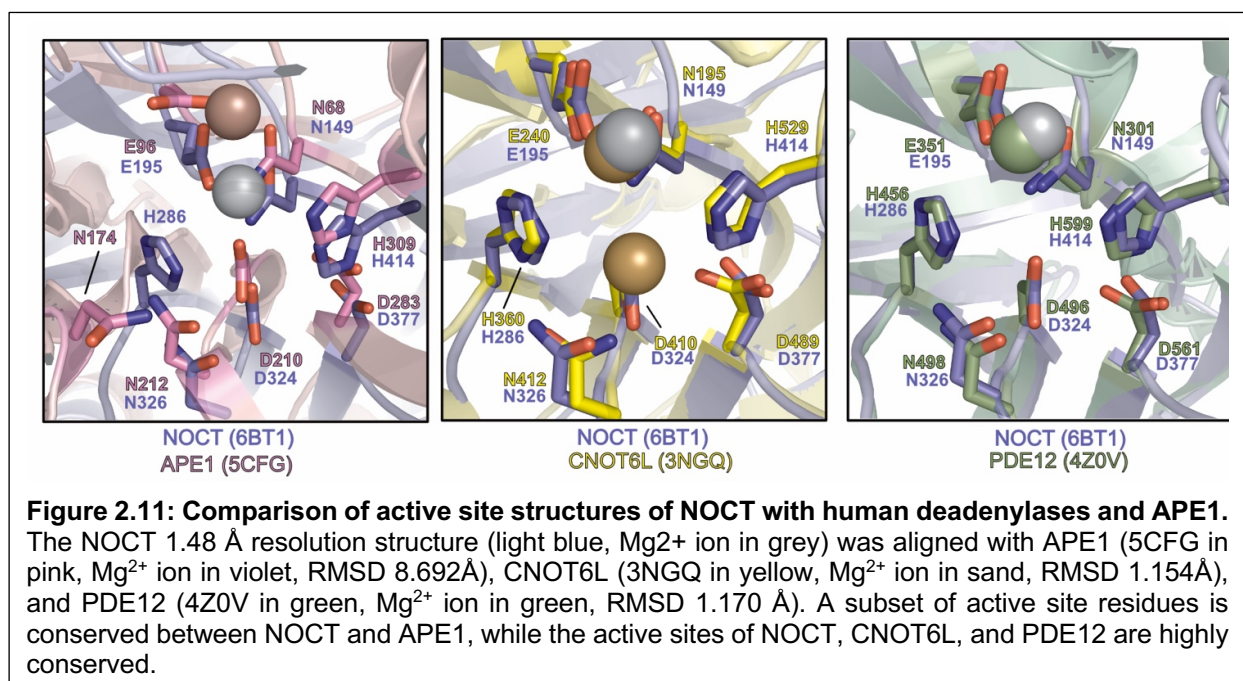 N68
N149
E96
E195
H286
N174
H309
H414
D283
D377
D210
D324
N212
N326
NOCT (6BT1)
APE1 (5CFG)
N195
N149
E240
E195
H529
H414
H360
H286
D410
D324
D489
D377
N412
N326
NOCT (6BT1)
CNOT6L (3NGQ)
E351
E195
N301
N149
H456
H286
H599
H414
D496
D324
N498
N326
D561
D377
NOCT (6BT1)
PDE12 (4Z0V)
Figure 2.11: Comparison of active site structures of NOCT with human deadenylases and APE1.
The NOCT 1.48 Å resolution structure (light blue, Mg2+ ion in grey) was aligned with APE1 (5CFG in
pink, Mg²⁺ ion in violet, RMSD 8.692Å), CNOT6L (3NGQ in yellow, Mg²⁺ ion in sand, RMSD 1.154Å),
and PDE12 (4Z0V in green, Mg²⁺ ion in green, RMSD 1.170 Å). A subset of active site residues is
conserved between NOCT and APE1, while the active sites of NOCT, CNOT6L, and PDE12 are highly
conserved.